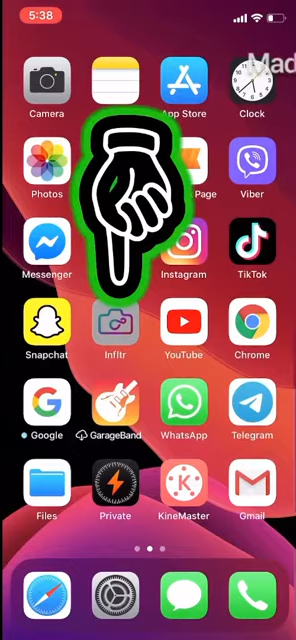 5:38
Mad
Camera
App Store
Clock
Photos
Page
Viber
Messenger
Instagram
TikTok
Snapchat
Infltr
YouTube
Chrome
Google
GarageBand
WhatsApp
Telegram
Files
Private
KineMaster
Gmail